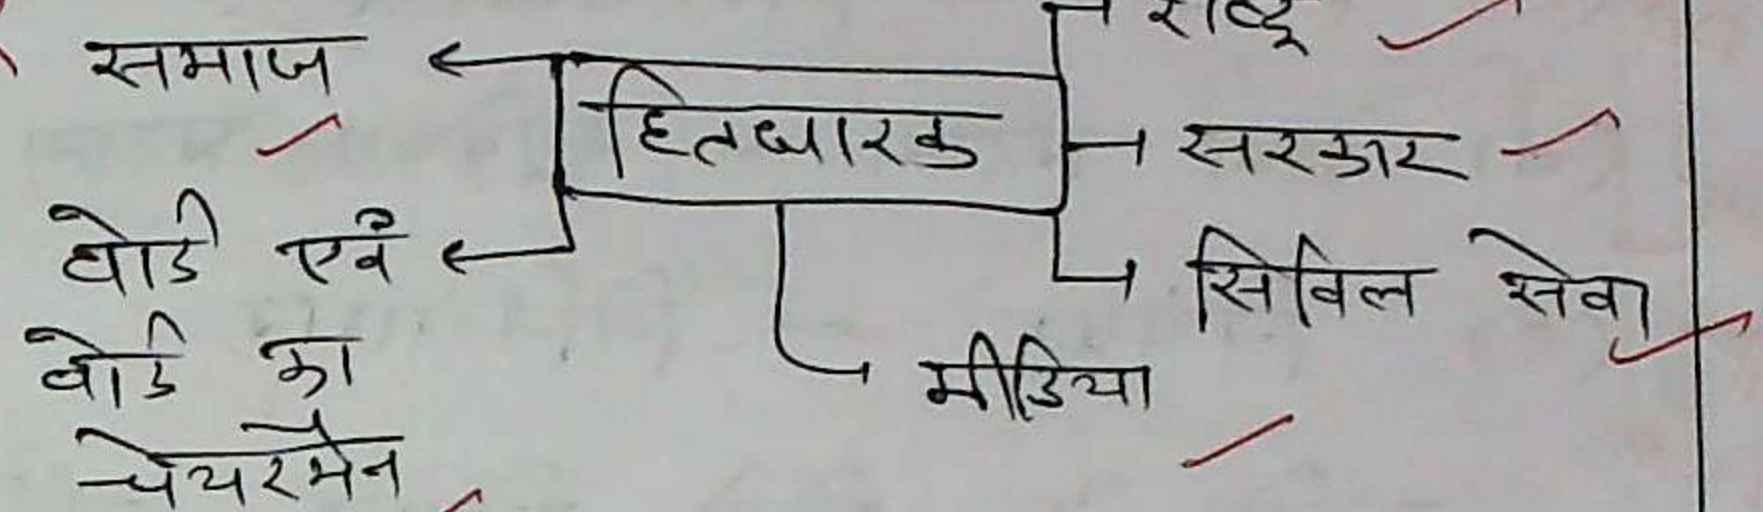 राष्ट्र
समाज
हितधारक
सरकार
बोर्ड एवं
सिविल सेवा
बोर्ड का
मीडिया
चेयरमैन